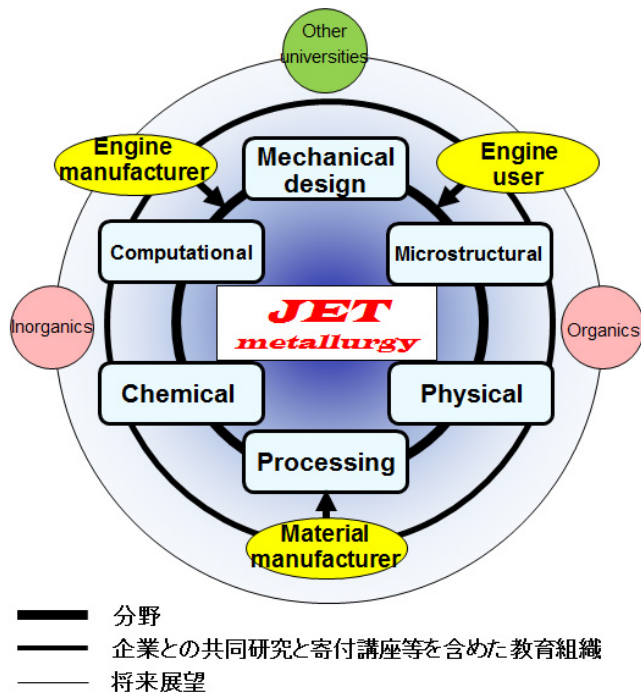 Other
universities
Engine
manufacturer
Mechanical
design
Engine
user
Computational
Microstructural
Inorganics
JET
metallurgy
Organics
Chemical
Physical
Processing
Material
manufacturer
分野
企業との共同研究と寄付講座等を含めた教育組織
将来展望